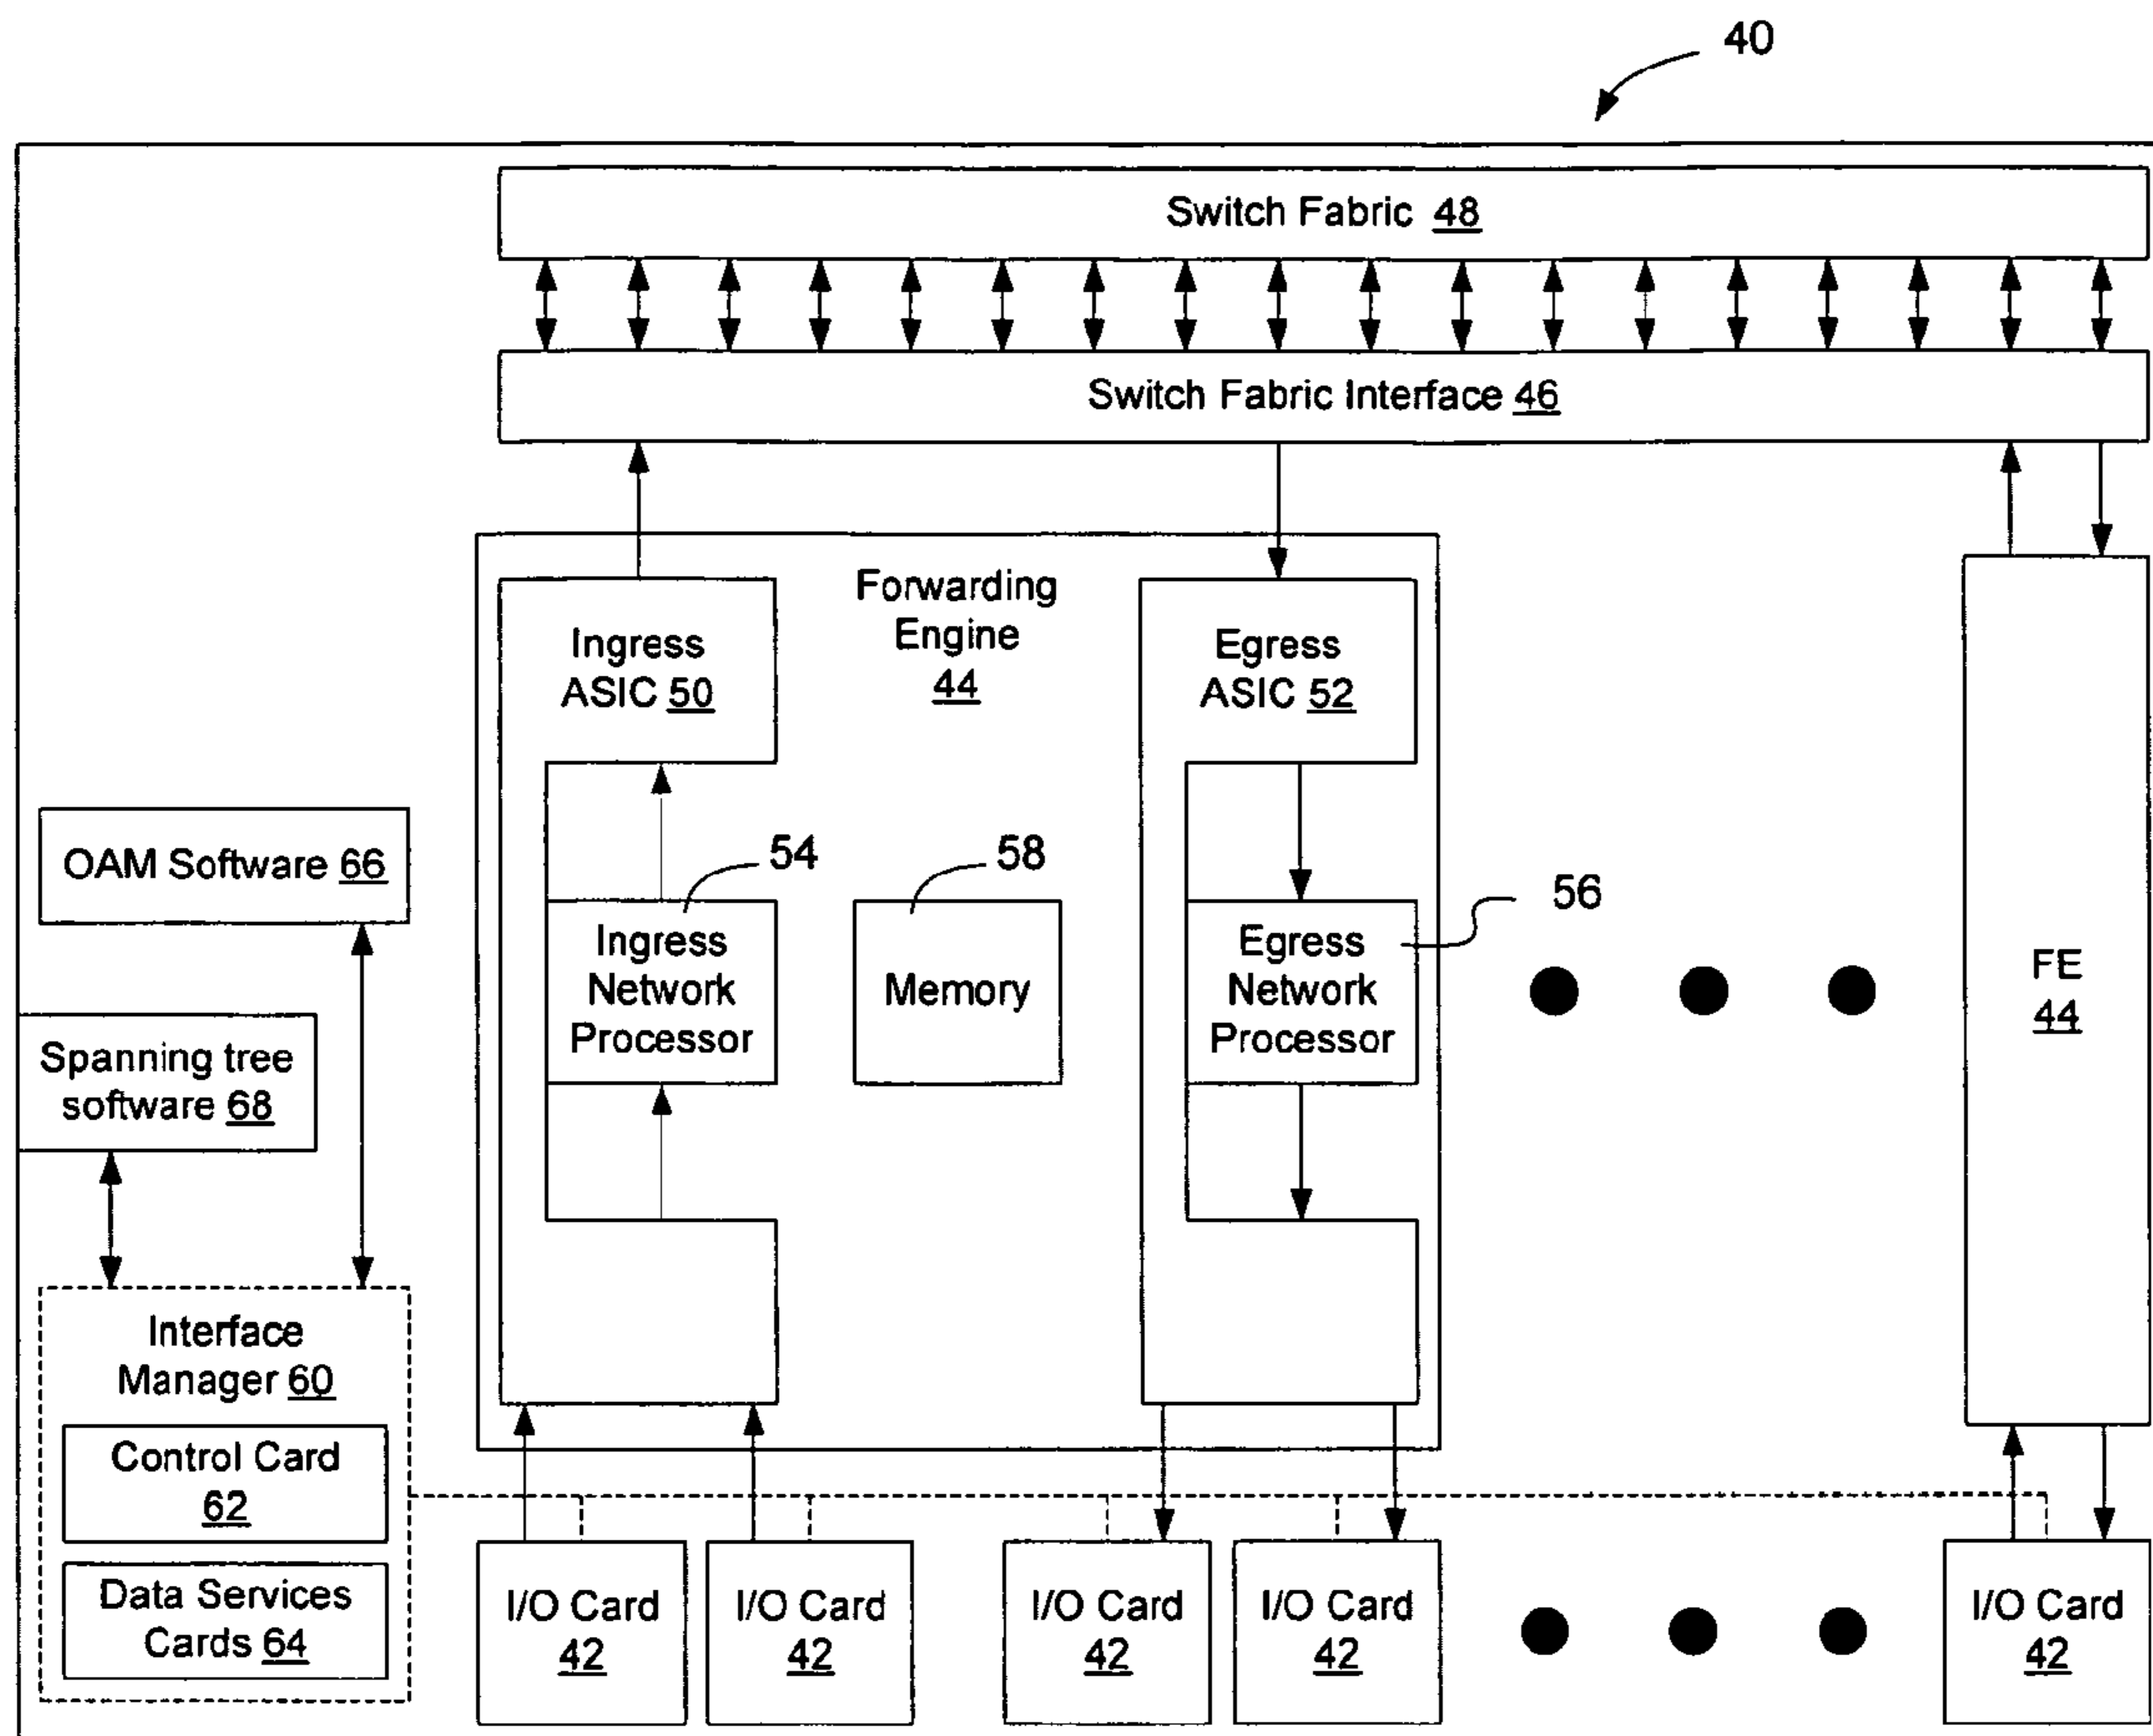 40
Switch Fabric 48
Switch Fabric Interface 46
Forwarding
Engine
44
Ingress
ASIC 50
Egress
ASIC 52
54
58
56
Ingress
Network
Processor
Memory
Egress
Network
Processor
FE
44
OAM Software 66
Spanning tree
software 68
Interface
Manager 60
Control Card
62
Data Services
Cards 64
I/O Card
42
I/O Card
42
I/O Card
42
I/O Card
42
I/O Card
42